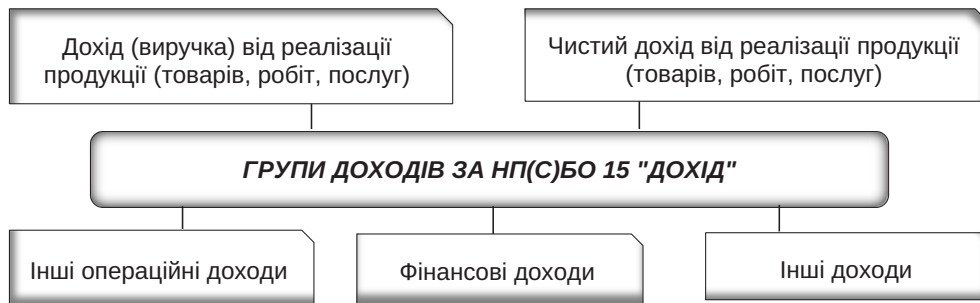 Дохід (виручка) від реалізації
продукції (товарів, робіт, послуг)
Чистий дохід від реалізації продукції
(товарів, робіт, послуг)
ГРУПИ ДОХОДІВ ЗА НП(С)БО 15 "ДОХІД"
Інші операційні доходи
Фінансові доходи
Інші доходи